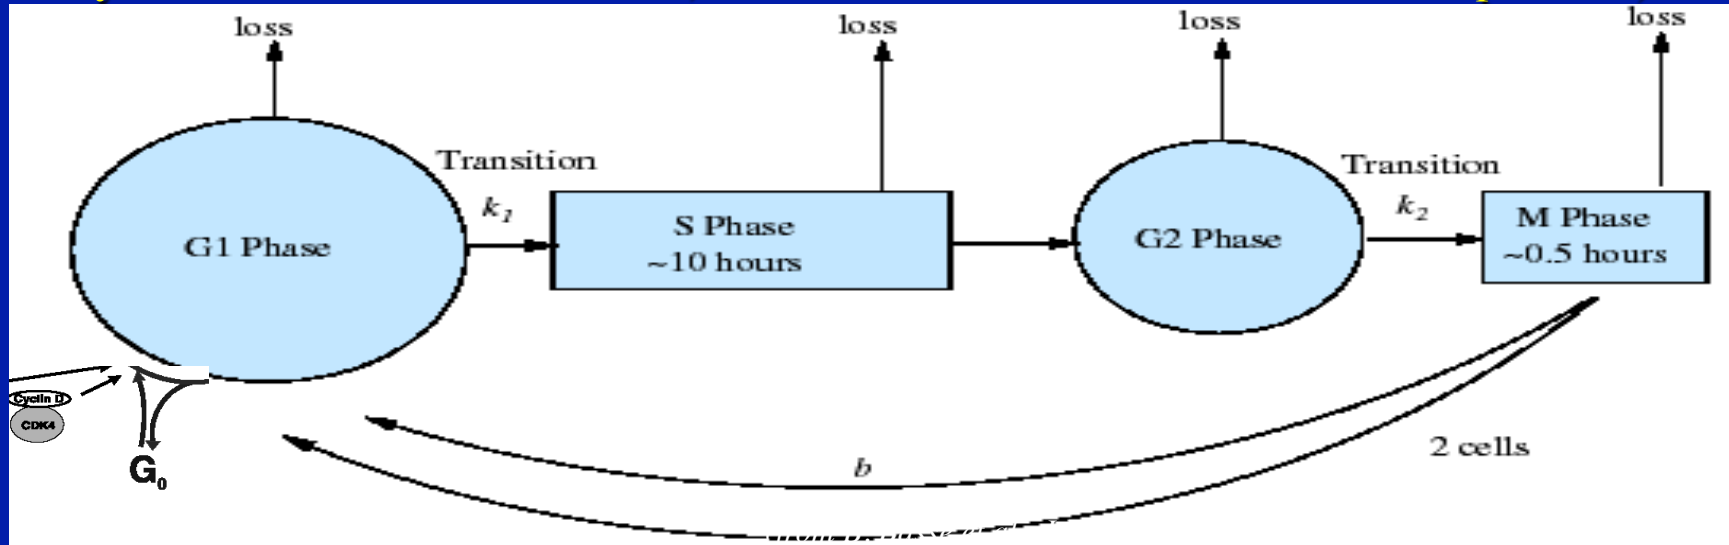 loss
loss
loss
loss
Transition
k1
Transition
k2
G1 Phase
S Phase
~10 hours
G2 Phase
M Phase
~0.5 hours
Cyclin D
CDK4
G0
b
2 cells